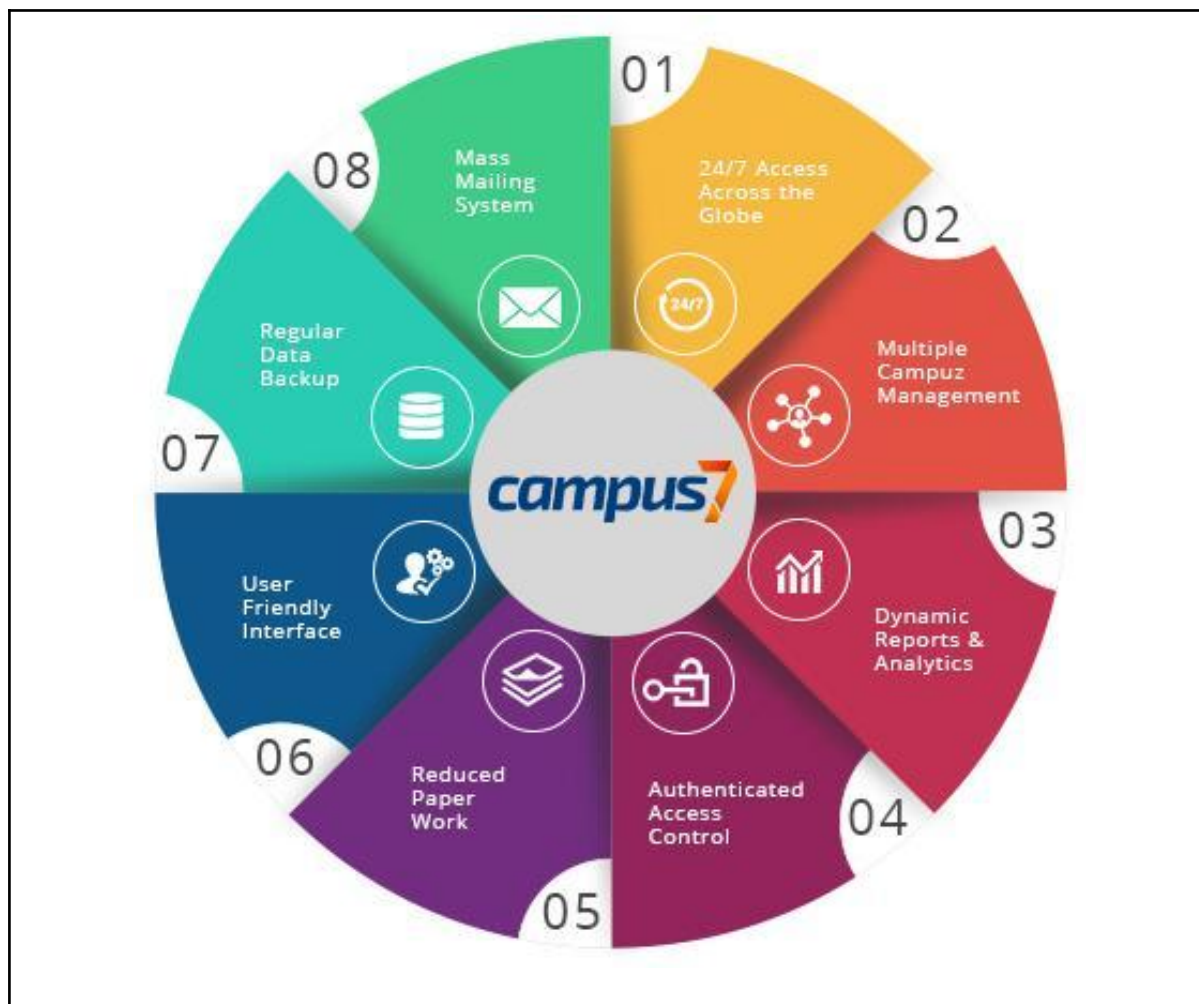 01
24/7 Access
Across the
Globe
24/7
02
Multiple
Campuz
Management
03
Dynamic
Reports &
Analytics
04
Authenticated
Access
Control
05
Reduced
Paper
Work
06
User
Friendly
Interface
07
Regular
Data
Backup
08
Mass
Mailing
System
campus7